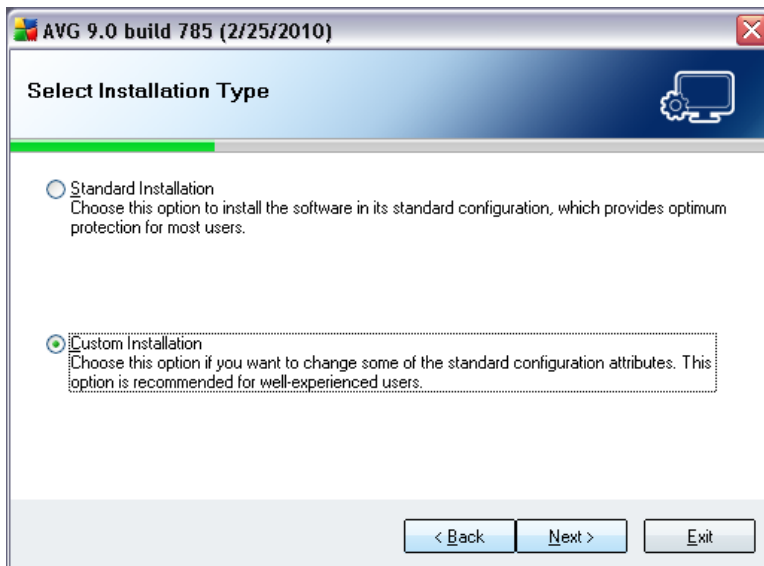 AVG 9.0 build 785 (2/25/2010)
Select Installation Type
Standard Installation
Choose this option to install the software in its standard configuration, which provides optimum
protection for most users.
Custom Installation
Choose this option if you want to change some of the standard configuration attributes. This
option is recommended for well-experienced users.
< Back
Next >
Exit